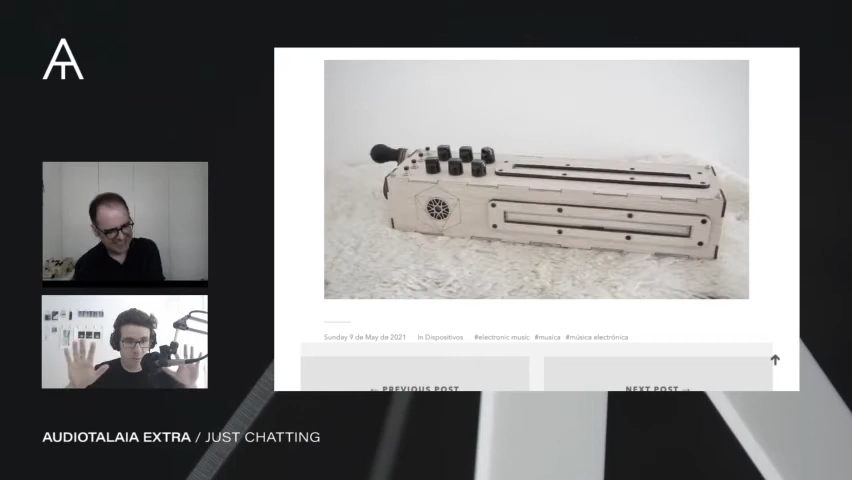 AT
Sunday 9 de May de 2021 In Dispositivos #electronic music #musica #música electrónica
← PREVIOUS POST
NEXT POST →
AUDIOTALAIA EXTRA / JUST CHATTING